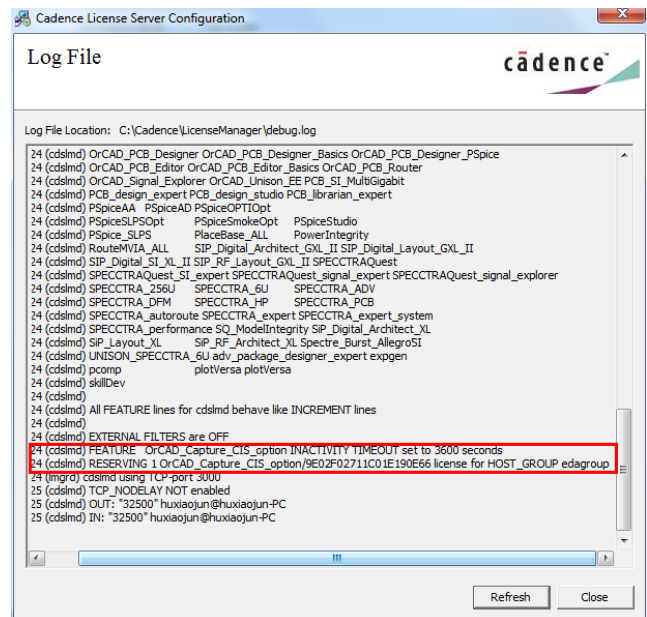 Cadence License Server Configuration
Log File
cādence™
Log File Location: C:\Cadence\LicenseManager\debug.log
24 (cdslmd) OrCAD_PCB_Designer OrCAD_PCB_Designer_Basics OrCAD_PCB_Designer_PSpice
24 (cdslmd) OrCAD_PCB_Editor OrCAD_PCB_Editor_Basics OrCAD_PCB_Router
24 (cdslmd) OrCAD_Signal_Explorer OrCAD_Unison_EE PCB_SI_MultiGigabit
24 (cdslmd) PCB_design_expert PCB_design_studio PCB_librarian_expert
24 (cdslmd) PSpiceAA PSpiceAD PSpiceOPTIOpt
24 (cdslmd) PSpiceSLPSOpt PSpiceSmokeOpt PSpiceStudio
24 (cdslmd) PSpice_SLPS PlaceBase_ALL PowerIntegrity
24 (cdslmd) RouteMVIA_ALL SIP_Digital_Architect_GXL_II SIP_Digital_Layout_GXL_II
24 (cdslmd) SIP_Digital_SI_XL_II SIP_RF_Layout_GXL_II SPECCTRAQuest
24 (cdslmd) SPECCTRAQuest_SI_expert SPECCTRAQuest_signal_expert SPECCTRAQuest_signal_explorer
24 (cdslmd) SPECCTRA_256U SPECCTRA_6U SPECCTRA_ADV
24 (cdslmd) SPECCTRA_DFM SPECCTRA_HP SPECCTRA_PCB
24 (cdslmd) SPECCTRA_autoroute SPECCTRA_expert SPECCTRA_expert_system
24 (cdslmd) SPECCTRA_performance SQ_ModelIntegrity SiP_Digital_Architect_XL
24 (cdslmd) SiP_Layout_XL SiP_RF_Architect_XL Spectre_Burst_AllegroSI
24 (cdslmd) UNISON_SPECCTRA_6U adv_package_designer_expert expgen
24 (cdslmd) pcomp plotVersa plotVersa
24 (cdslmd) skillDev
24 (cdslmd)
24 (cdslmd) All FEATURE lines for cdslmd behave like INCREMENT lines
24 (cdslmd)
24 (cdslmd) EXTERNAL FILTERS are OFF
24 (cdslmd) FEATURE OrCAD_Capture_CIS_option INACTIVITY TIMEOUT set to 3600 seconds
24 (cdslmd) RESERVING 1 OrCAD_Capture_CIS_option/9E02F02711C01E190E66 license for HOST_GROUP edagroup
24 (lmgrd) cdslmd using TCP-port 3000
25 (cdslmd) TCP_NODELAY NOT enabled
25 (cdslmd) OUT: "32500" huxiaojun@huxiaojun-PC
25 (cdslmd) IN: "32500" huxiaojun@huxiaojun-PC
Refresh
Close